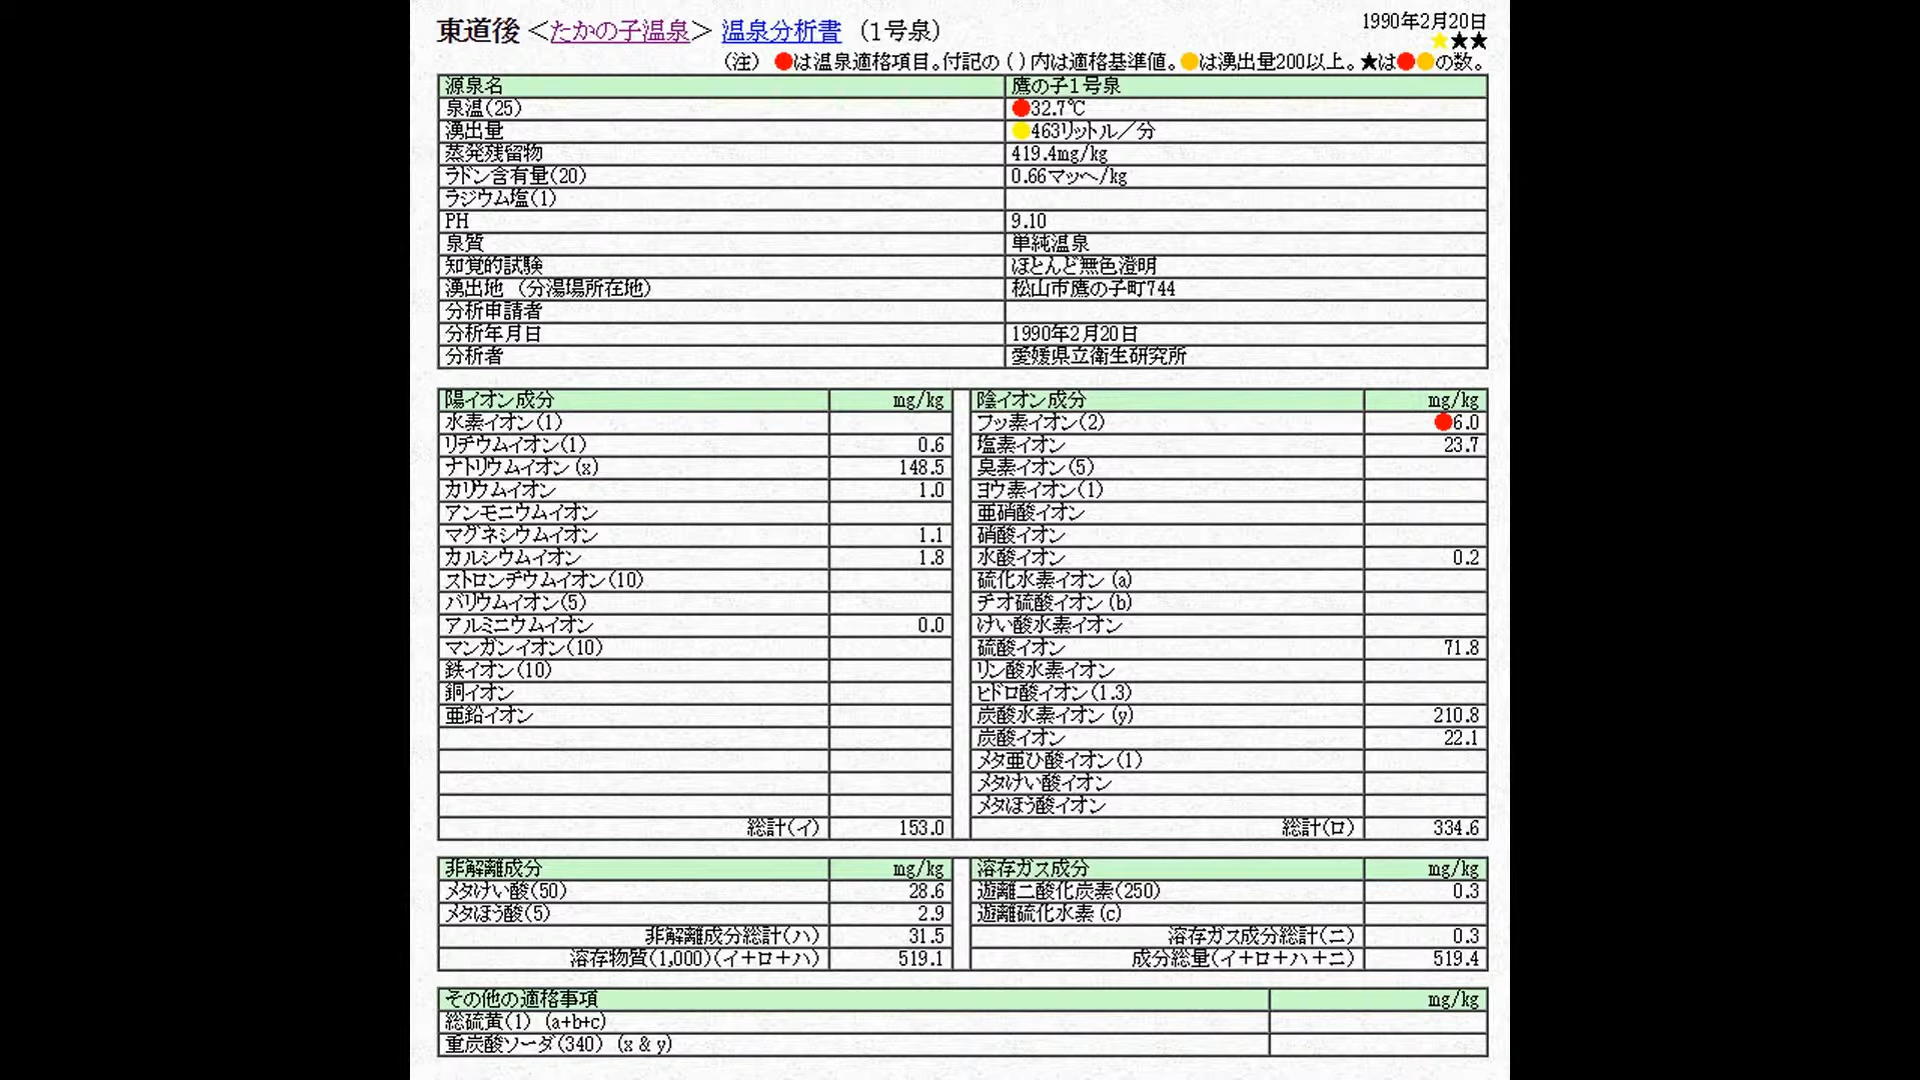 東道後 <たかの子温泉> 温泉分析書 (1号泉)
1990年2月20日
★★★
(注) ●は温泉適格項目。付記の ( ) 内は適格基準値。●は湧出量200以上。★は●●の数。
源泉名 鷹の子1号泉
泉温(25) ●32.7℃
湧出量 ●463リットル/分
蒸発残留物 419.4mg/kg
ラドン含有量(20) 0.66マッヘ/kg
ラジウム塩(1)
PH 9.10
泉質 単純温泉
知覚的試験 ほとんど無色澄明
湧出地 (分湯場所在地) 松山市鷹の子町744
分析申請者
分析年月日 1990年2月20日
分析者 愛媛県立衛生研究所
陽イオン成分 mg/kg 陰イオン成分 mg/kg
水素イオン(1) フッ素イオン(2) ●6.0
リチウムイオン(1) 0.6 塩素イオン 23.7
ナトリウムイオン (x) 148.5 臭素イオン(5)
カリウムイオン 1.0 ヨウ素イオン(1)
アンモニウムイオン 亜硝酸イオン
マグネシウムイオン 1.1 硝酸イオン
カルシウムイオン 1.8 水酸イオン 0.2
ストロンチウムイオン(10) 硫化水素イオン (a)
バリウムイオン(5) チオ硫酸イオン (b)
アルミニウムイオン 0.0 けい酸水素イオン
マンガンイオン(10) 硫酸イオン 71.8
鉄イオン(10) リン酸水素イオン
銅イオン ヒドロ酸イオン(1.3)
亜鉛イオン 炭酸水素イオン (y) 210.8
炭酸イオン 22.1
メタ亜ひ酸イオン(1)
メタけい酸イオン
メタほう酸イオン
総計(イ) 153.0 総計(ロ) 334.6
非解離成分 mg/kg 溶存ガス成分 mg/kg
メタけい酸(50) 28.6 遊離二酸化炭素(250) 0.3
メタほう酸(5) 2.9 遊離硫化水素 (c)
非解離成分総計(ハ) 31.5 溶存ガス成分総計(ニ) 0.3
溶存物質(1,000)(イ+ロ+ハ) 519.1 成分総量(イ+ロ+ハ+ニ) 519.4
その他の適格事項 mg/kg
総硫黄(1) (a+b+c)
重炭酸ソーダ(340) (x & y)